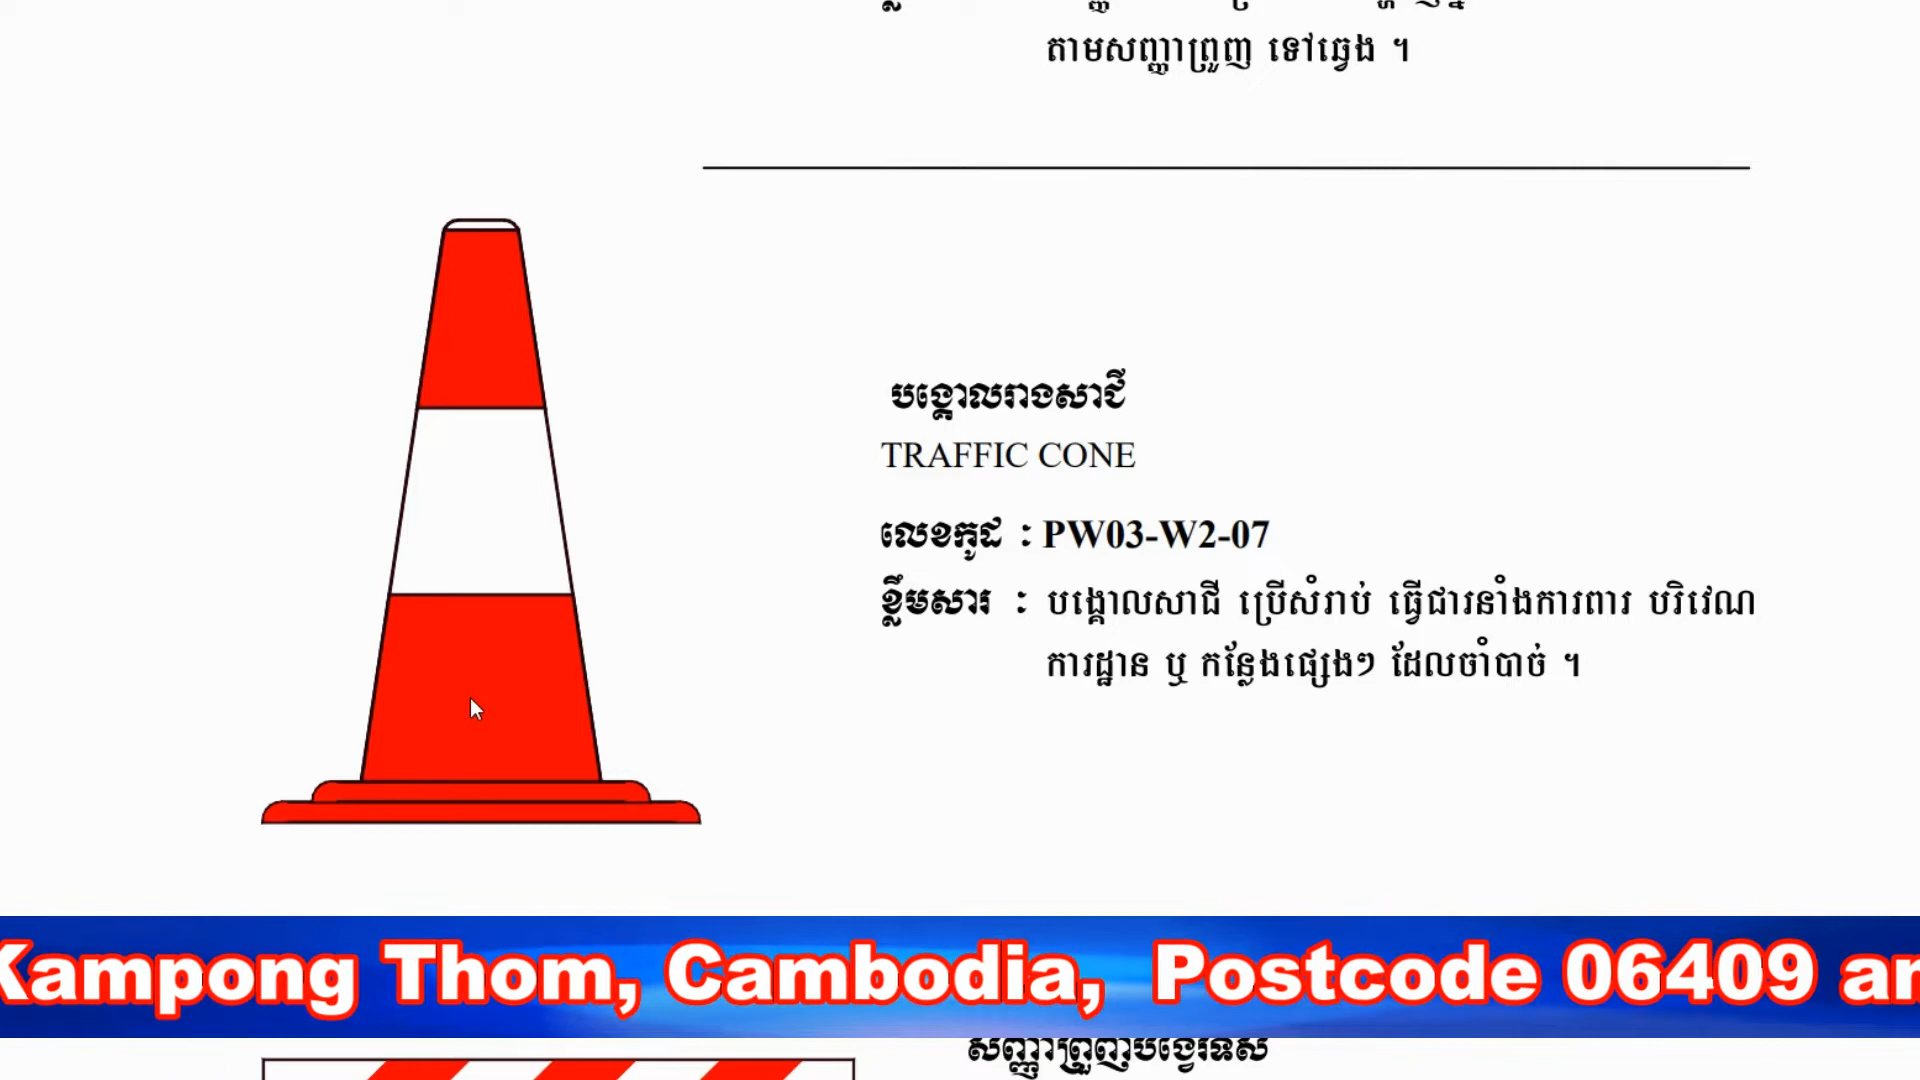 តាមសញ្ញាព្រួញ ទៅឆ្វេង ។
បង្គោលរាងសាជី
TRAFFIC CONE
លេខកូដ : PW03-W2-07
ខ្លឹមសារ : បង្គោលសាជី ប្រើសំរាប់ ធ្វើជារនាំងការពារ បរិវេណ
ការដ្ឋាន ឬ កន្លែងផ្សេងៗ ដែលចាំបាច់ ។
Kampong Thom, Cambodia, Postcode 06409 an
សញ្ញាព្រួញបង្វែរទិស